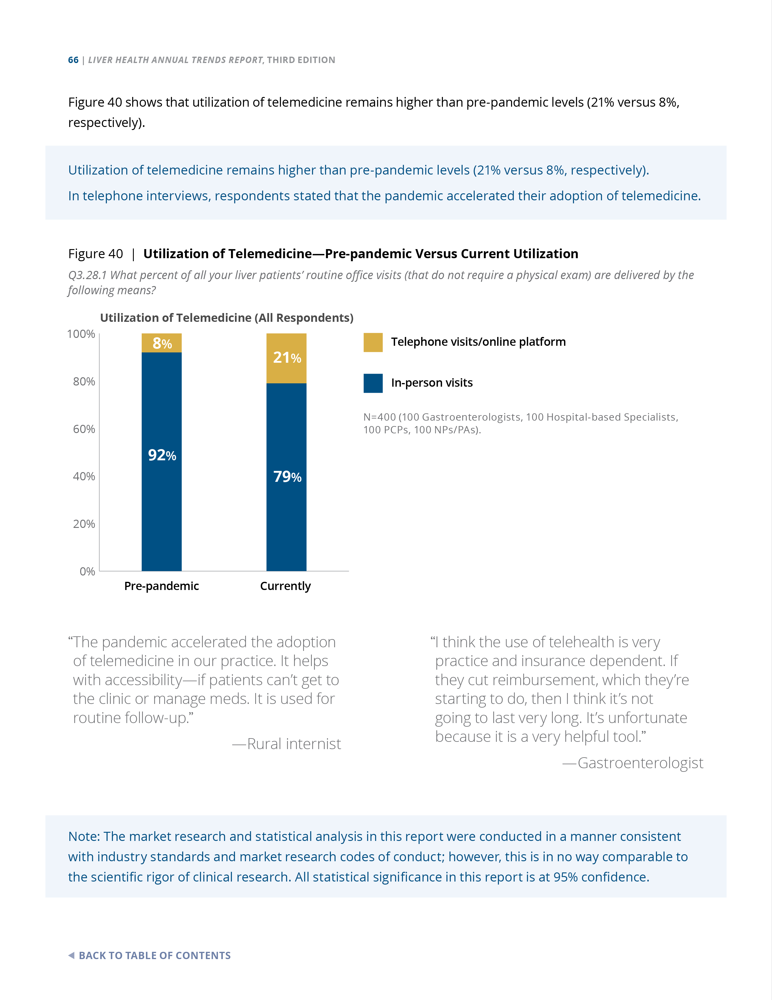 66 | LIVER HEALTH ANNUAL TRENDS REPORT, THIRD EDITION
Figure 40 shows that utilization of telemedicine remains higher than pre-pandemic levels (21% versus 8%,
respectively).
Utilization of telemedicine remains higher than pre-pandemic levels (21% versus 8%, respectively).
In telephone interviews, respondents stated that the pandemic accelerated their adoption of telemedicine.
Figure 40 | Utilization of Telemedicine—Pre-pandemic Versus Current Utilization
Q3.28.1 What percent of all your liver patients’ routine office visits (that do not require a physical exam) are delivered by the
following means?
Utilization of Telemedicine (All Respondents)
100%
80%
60%
40%
20%
0%
8%
92%
21%
79%
Pre-pandemic
Currently
Telephone visits/online platform
In-person visits
N=400 (100 Gastroenterologists, 100 Hospital-based Specialists,
100 PCPs, 100 NPs/PAs).
“The pandemic accelerated the adoption
of telemedicine in our practice. It helps
with accessibility—if patients can’t get to
the clinic or manage meds. It is used for
routine follow-up.”
—Rural internist
“I think the use of telehealth is very
practice and insurance dependent. If
they cut reimbursement, which they’re
starting to do, then I think it’s not
going to last very long. It’s unfortunate
because it is a very helpful tool.”
—Gastroenterologist
Note: The market research and statistical analysis in this report were conducted in a manner consistent
with industry standards and market research codes of conduct; however, this is in no way comparable to
the scientific rigor of clinical research. All statistical significance in this report is at 95% confidence.
BACK TO TABLE OF CONTENTS